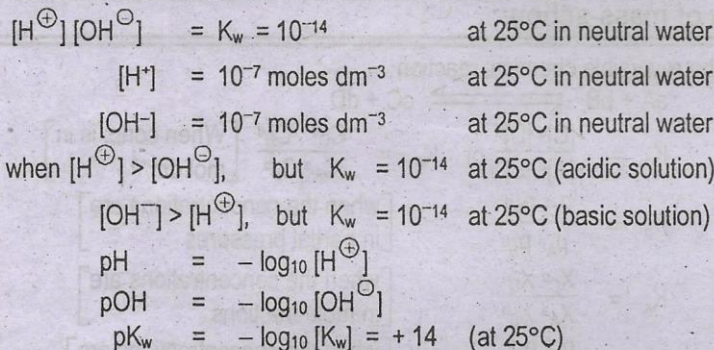 [H⊕] [OH⊖] = Kw = 10⁻¹⁴ at 25°C in neutral water
[H⁺] = 10⁻⁷ moles dm⁻³ at 25°C in neutral water
[OH⁻] = 10⁻⁷ moles dm⁻³ at 25°C in neutral water
when [H⊕] > [OH⊖], but Kw = 10⁻¹⁴ at 25°C (acidic solution)
[OH⁻] > [H⊕], but Kw = 10⁻¹⁴ at 25°C (basic solution)
pH = − log₁₀ [H⊕]
pOH = − log₁₀ [OH⊖]
pKw = − log₁₀ [Kw] = + 14 (at 25°C)